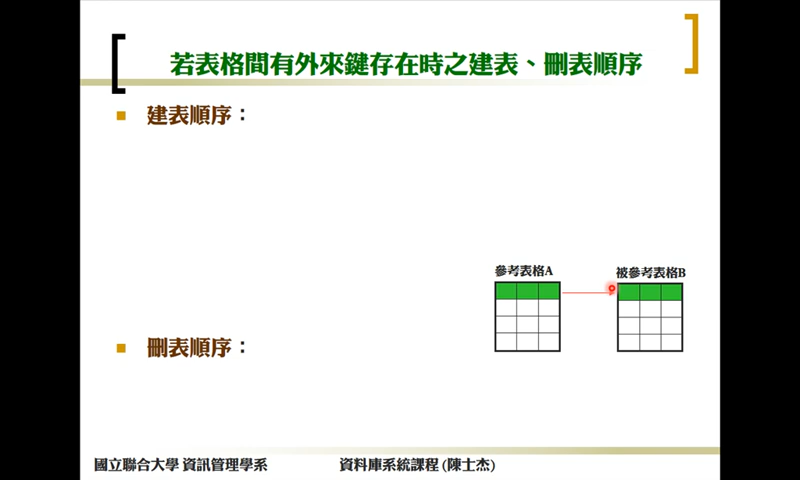 若表格間有外來鍵存在時之建表、刪表順序
建表順序：
參考表格A
被參考表格B
刪表順序：
國立聯合大學 資訊管理學系
資料庫系統課程 (陳士杰)